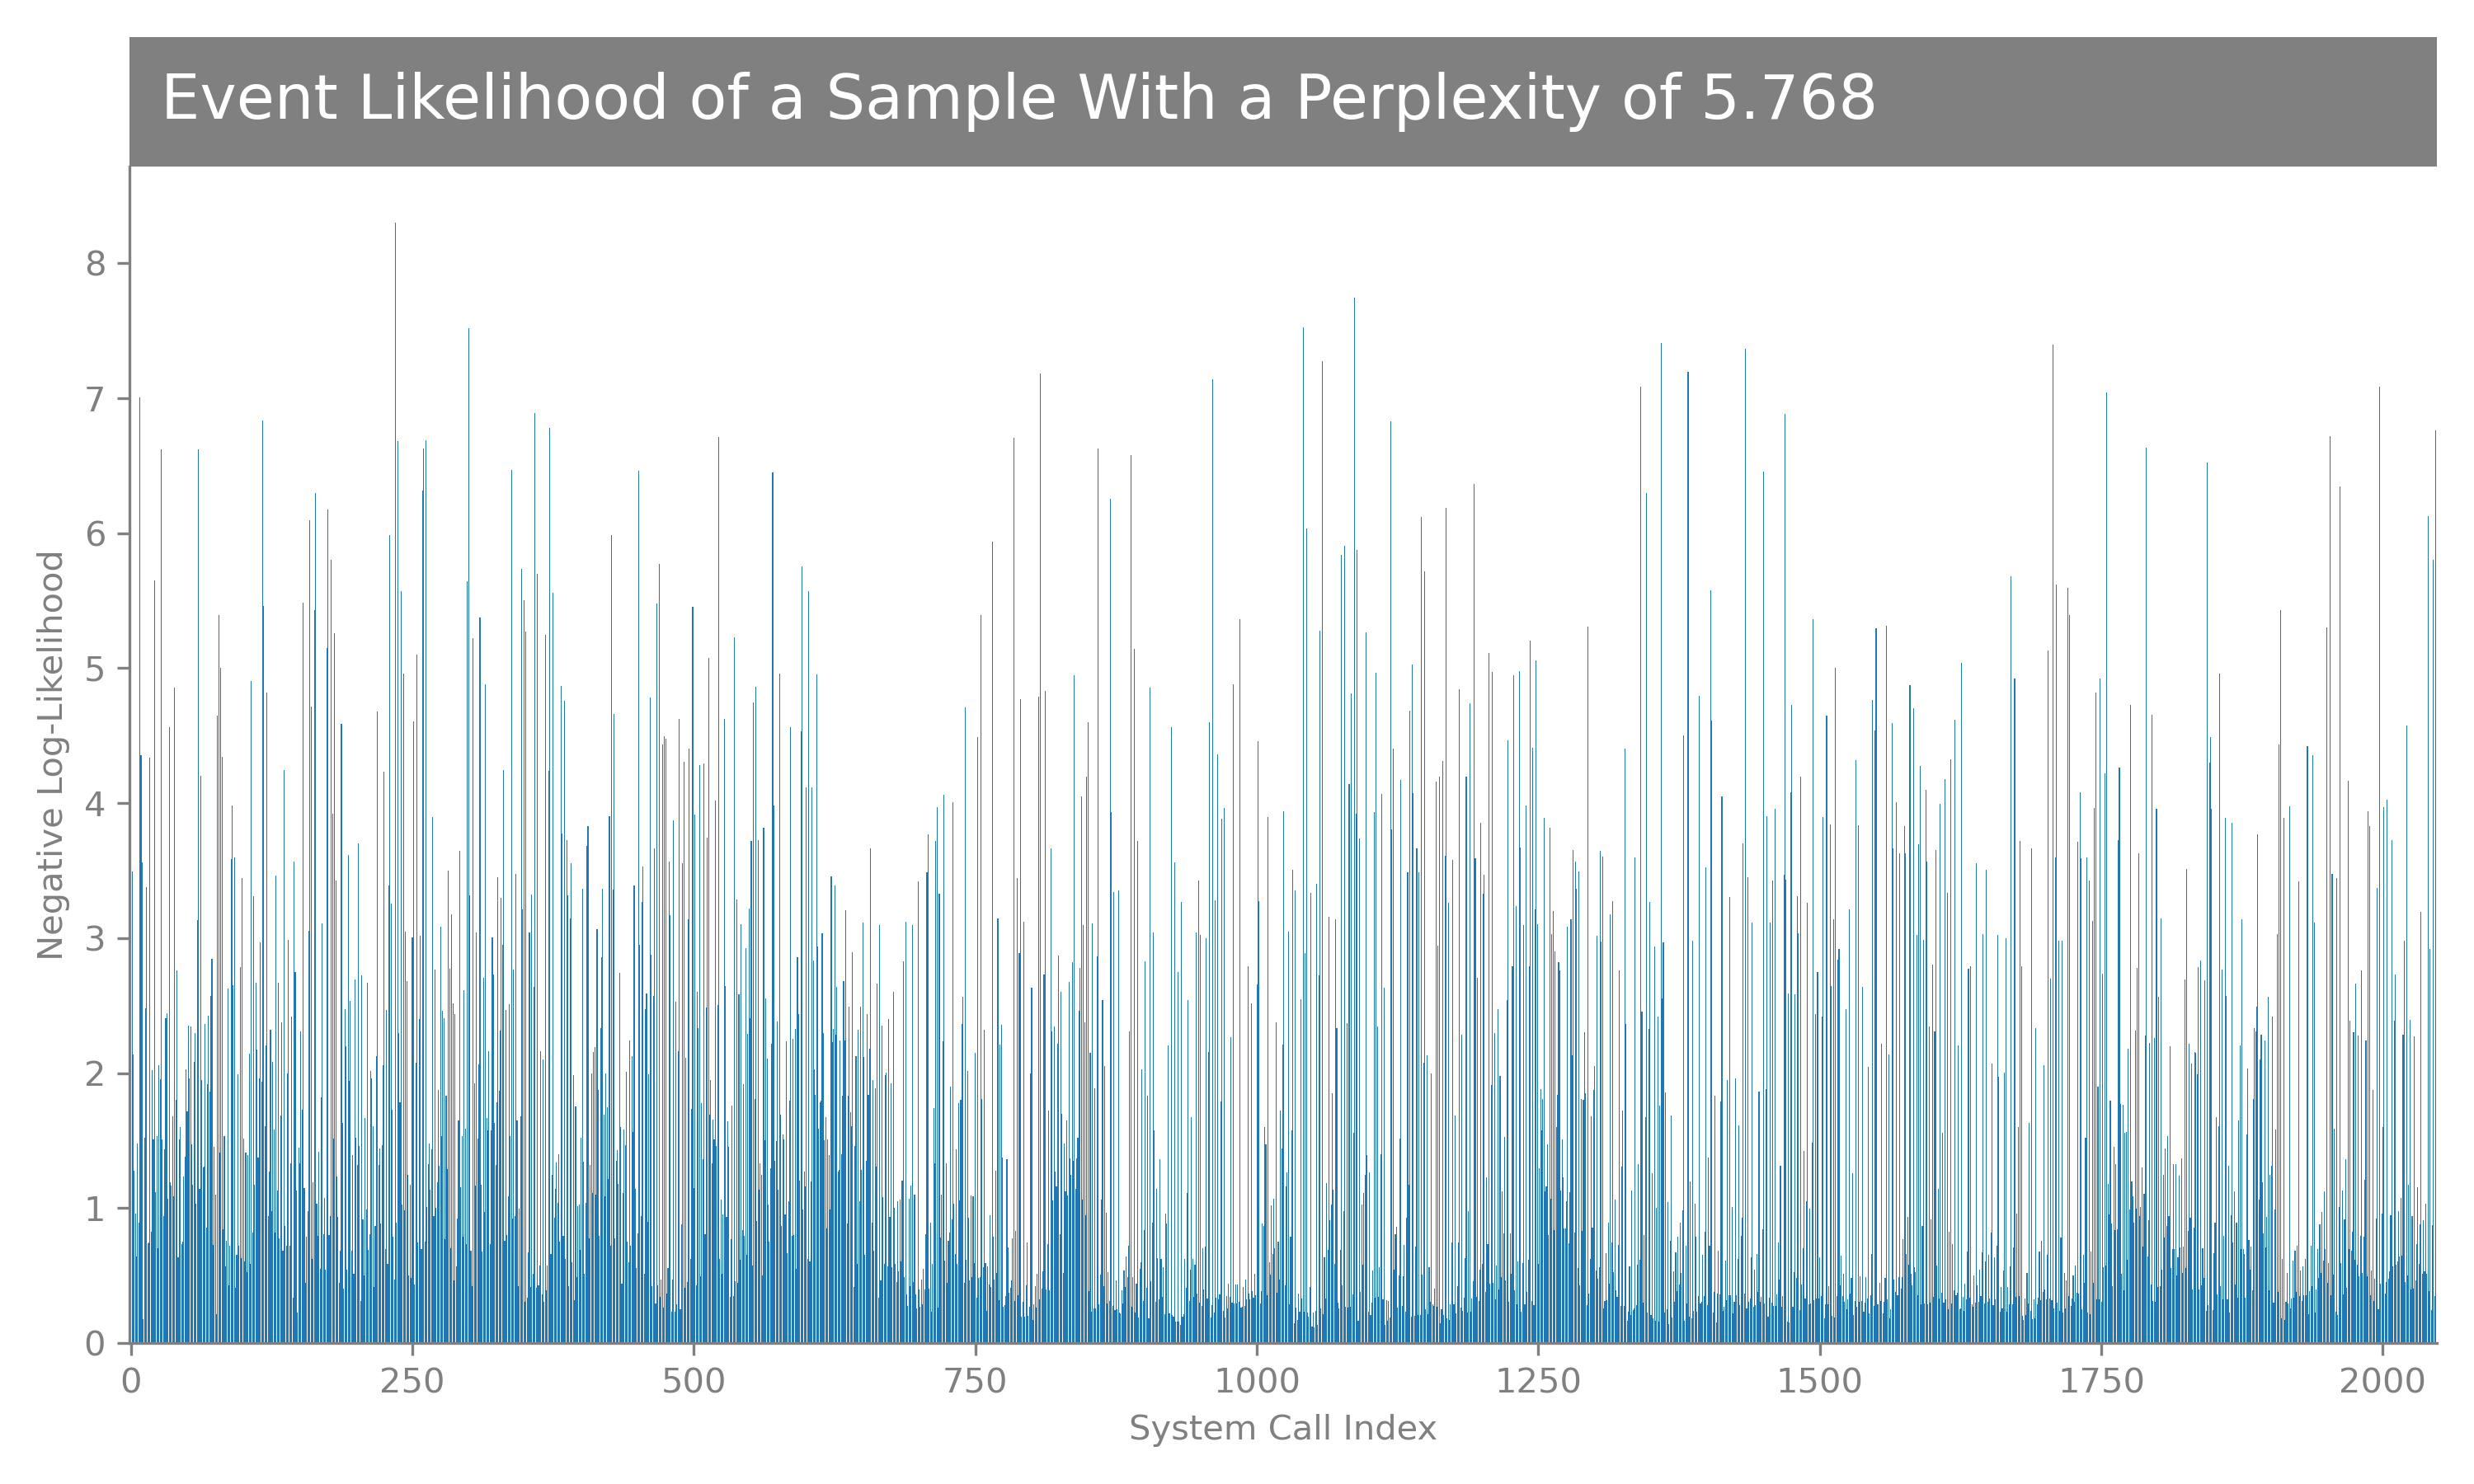 Event Likelihood of a Sample With a Perplexity of 5.768
Negative Log-Likelihood
8
7
6
5
4
3
2
1
0
0 250 500 750 1000 1250 1500 1750 2000
System Call Index